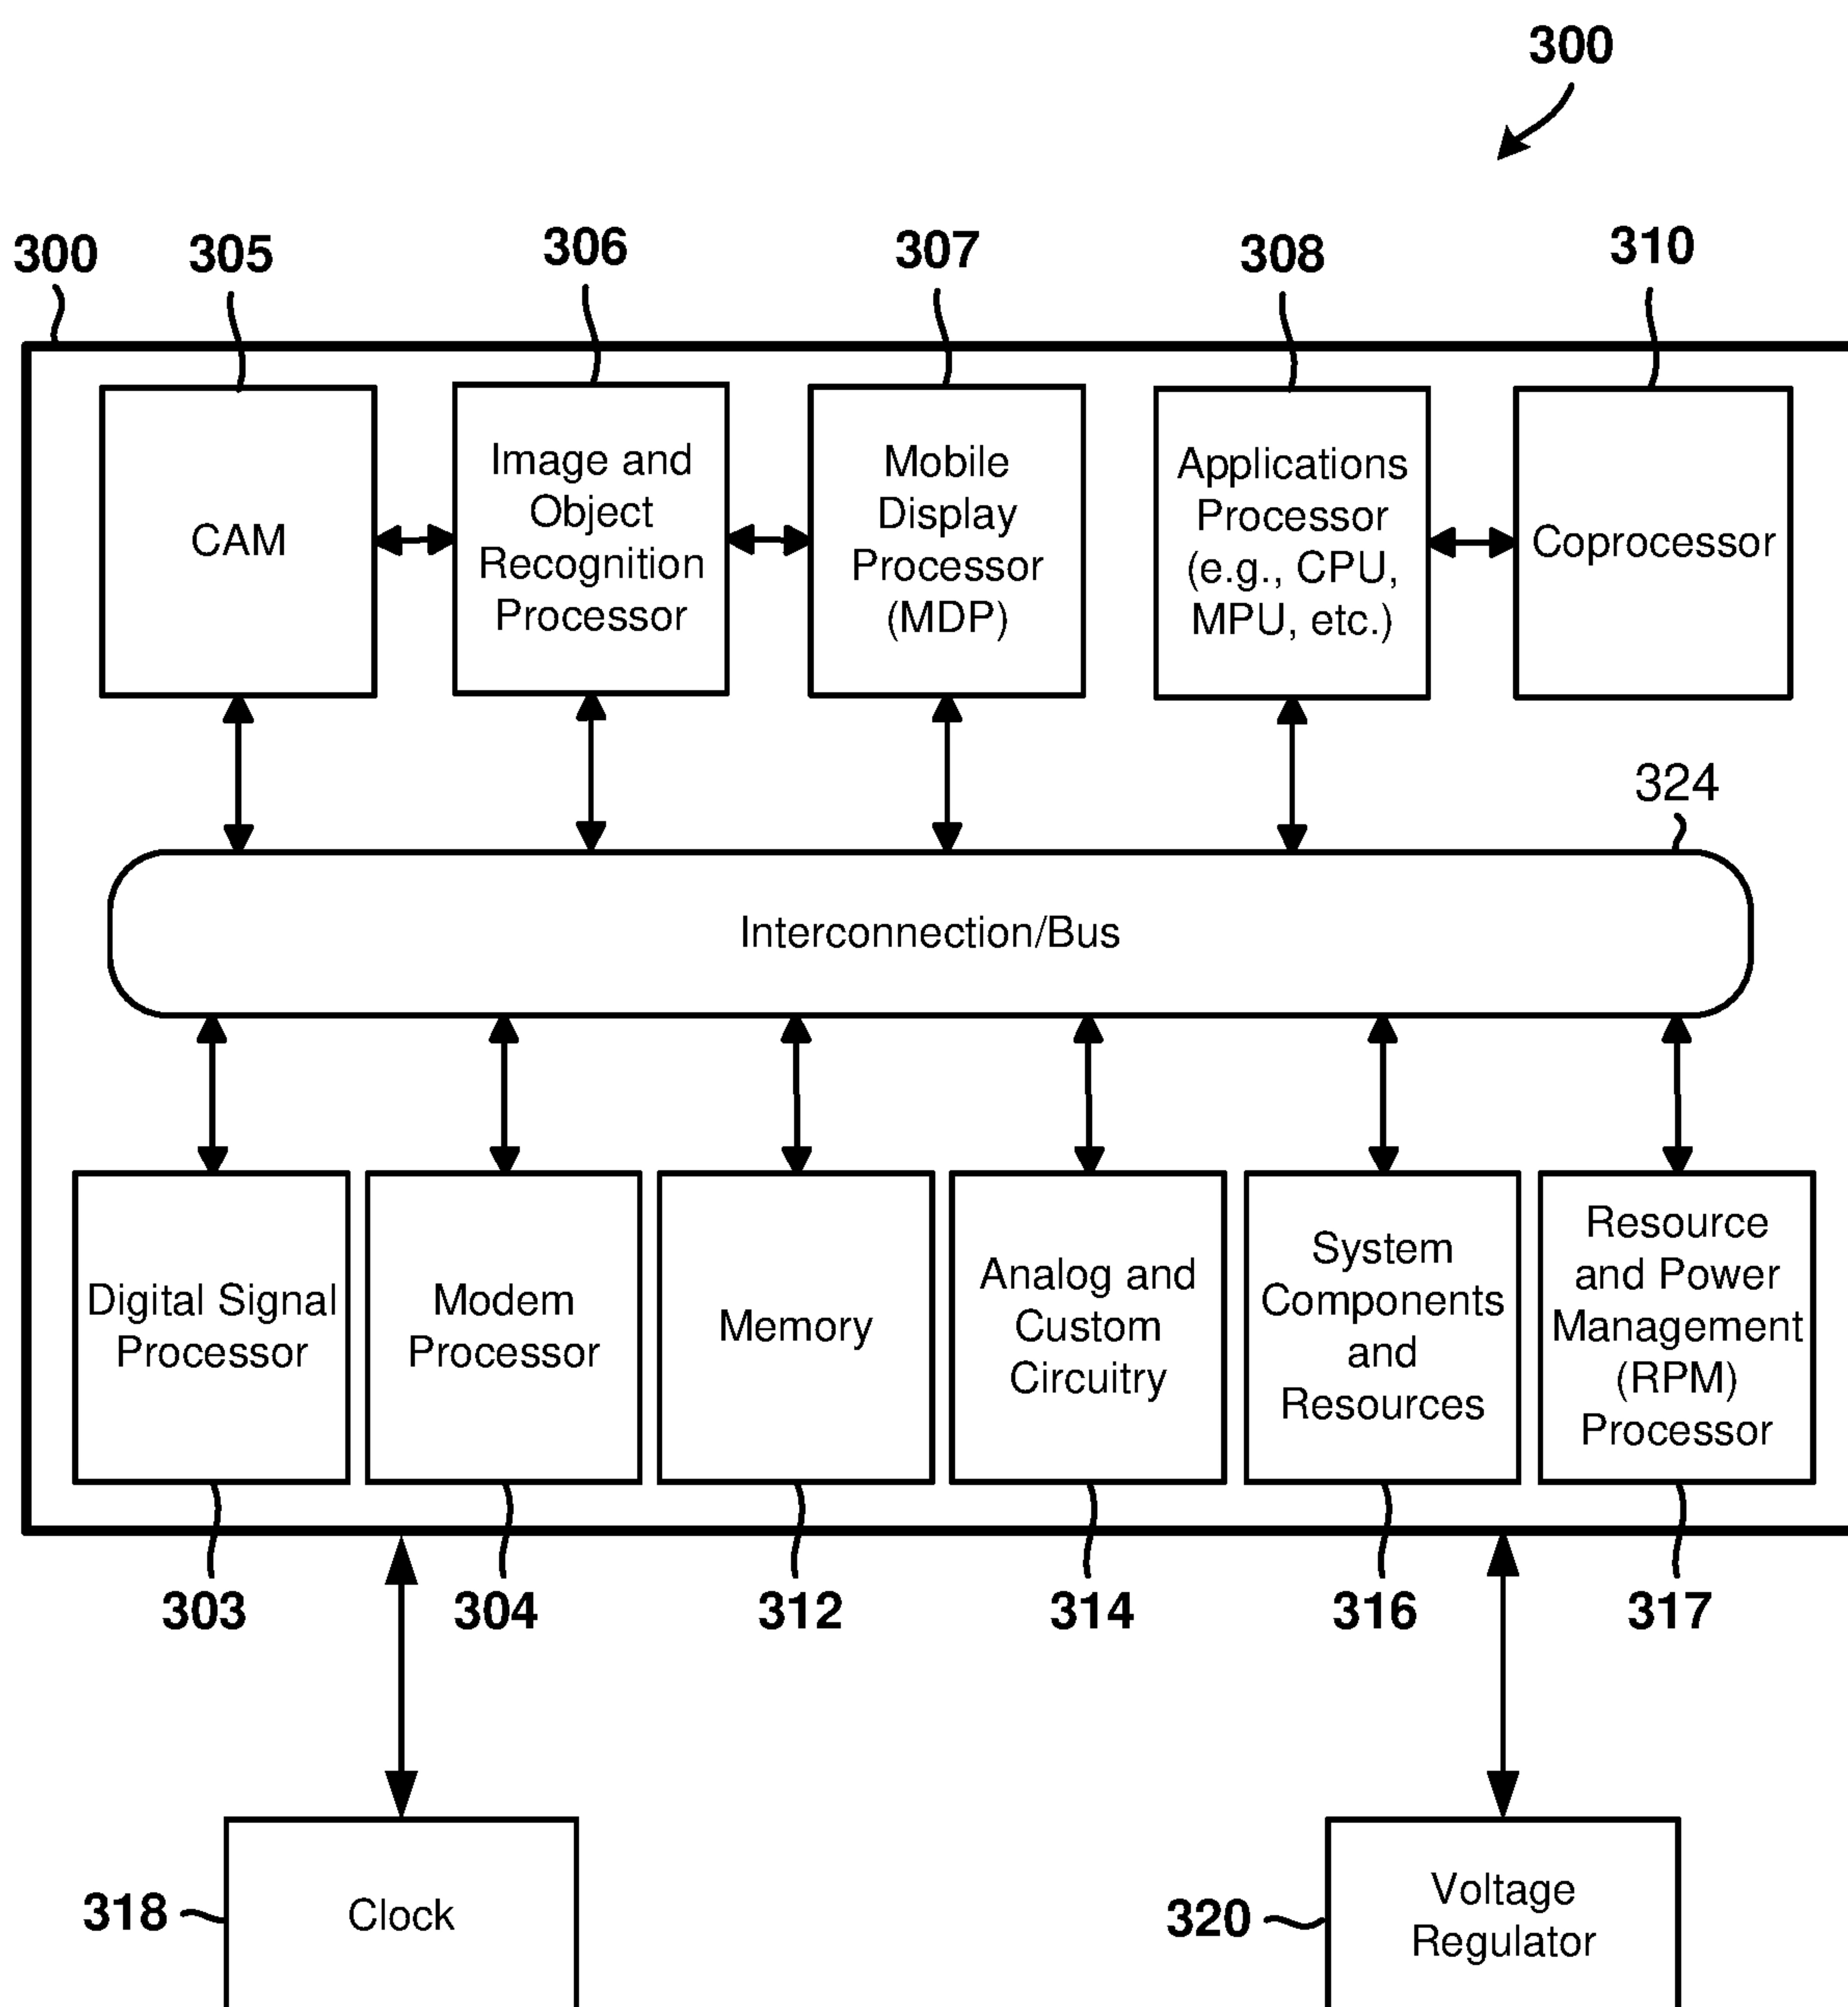 300
300
305
306
307
308
310
CAM
Image and
Object
Recognition
Processor
Mobile
Display
Processor
(MDP)
Applications
Processor
(e.g., CPU,
MPU, etc.)
Coprocessor
324
Interconnection/Bus
Digital Signal
Processor
Modem
Processor
Memory
Analog and
Custom
Circuitry
System
Components
and
Resources
Resource
and Power
Management
(RPM)
Processor
303
304
312
314
316
317
318
Clock
320
Voltage
Regulator